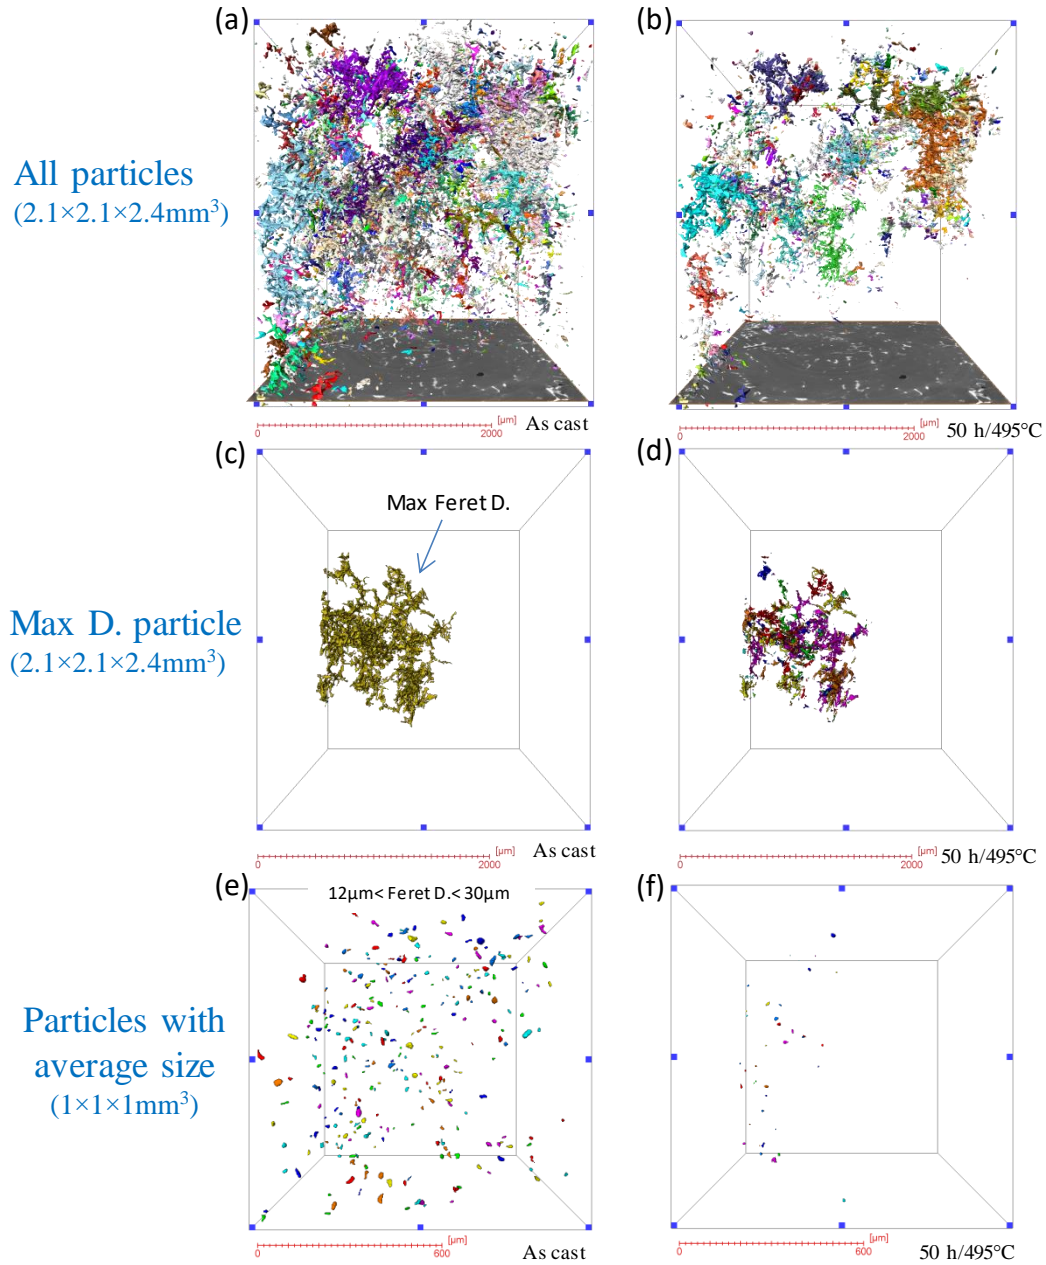 (a)
(b)
All particles
(2.1×2.1×2.4mm³)
[µm]
0
2000
As cast
[µm]
0
2000
50 h/495°C
(c)
(d)
Max Feret D.
Max D. particle
(2.1×2.1×2.4mm³)
[µm]
0
2000
As cast
[µm]
0
2000
50 h/495°C
(e)
(f)
12µm< Feret D.< 30µm
Particles with
average size
(1×1×1mm³)
[µm]
0
600
As cast
[µm]
0
600
50 h/495°C